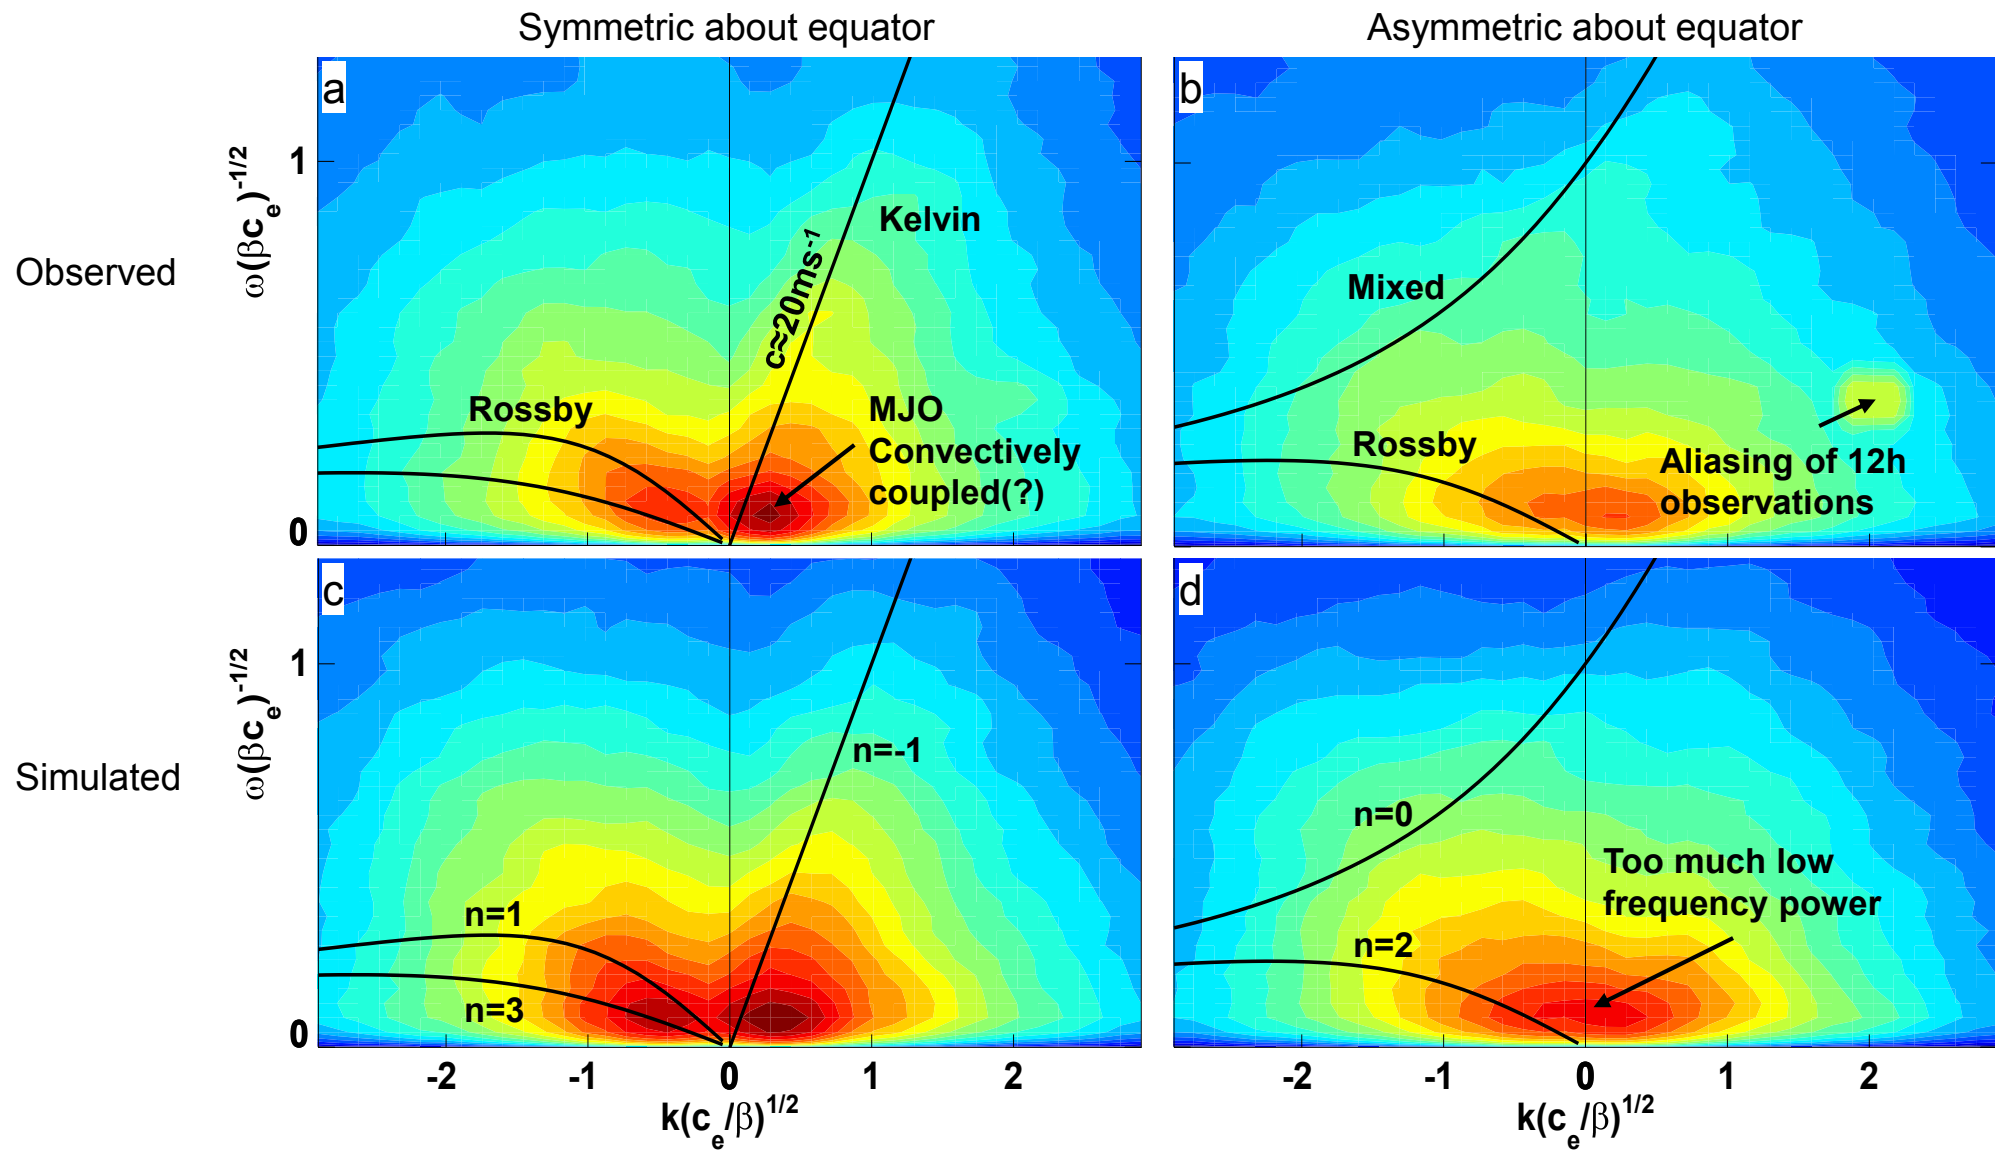 Symmetric about equator
Asymmetric about equator
Observed
Simulated
a
ω(βc_e)^-1/2
1
0
Kelvin
c≈20ms^-1
Rossby
MJO
Convectively
coupled(?)
b
Mixed
Rossby
Aliasing of 12h
observations
c
ω(βc_e)^-1/2
1
0
n=-1
n=1
n=3
-2 -1 0 1 2
k(c_e/β)^1/2
d
n=0
Too much low
frequency power
n=2
-2 -1 0 1 2
k(c_e/β)^1/2